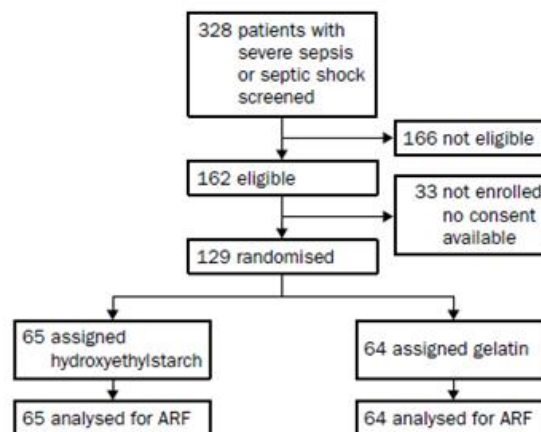 328 patients with
severe sepsis
or septic shock
screened
166 not eligible
162 eligible
33 not enrolled
no consent
available
129 randomised
65 assigned
hydroxyethylstarch
64 assigned gelatin
65 analysed for ARF
64 analysed for ARF